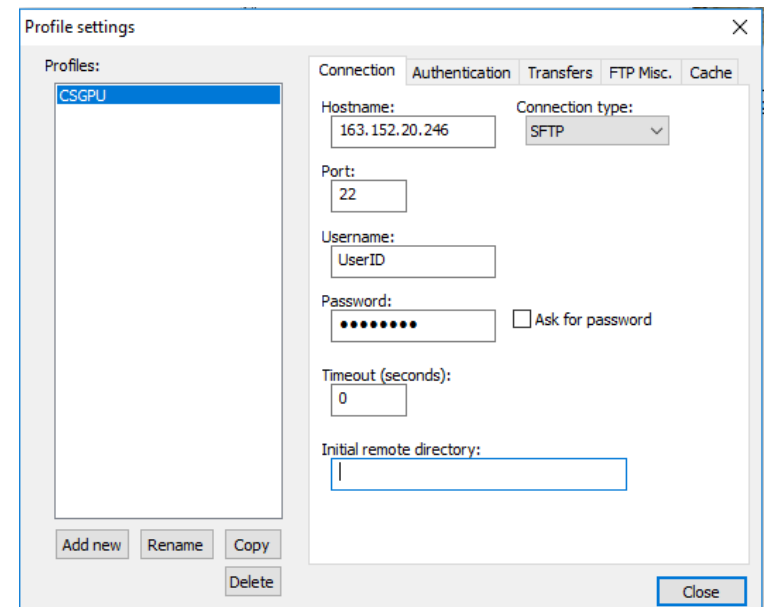 Profile settings
Profiles:
CSGPU
Add new
Rename
Copy
Delete
Connection
Authentication
Transfers
FTP Misc.
Cache
Hostname:
163.152.20.246
Connection type:
SFTP
Port:
22
Username:
UserID
Password:
••••••••
Ask for password
Timeout (seconds):
0
Initial remote directory:
Close